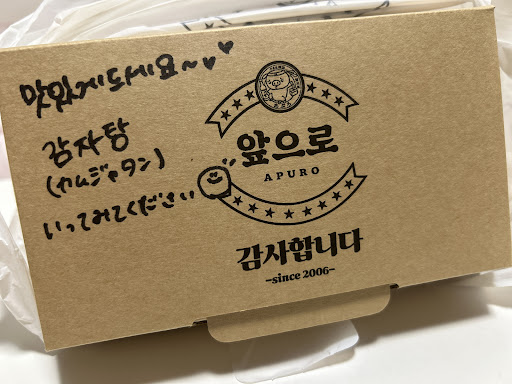 맛있게드세요~
감자탕
(カムジャタン)
いってみてください
앞으로
APURO
감사합니다
-since 2006-